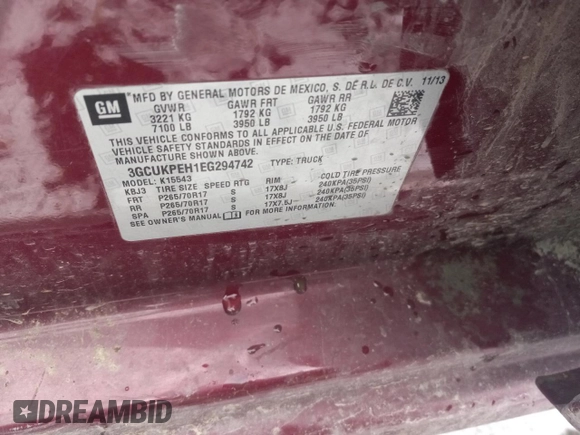 GM
MFD BY GENERAL MOTORS DE MEXICO, S. DE R.L. DE C.V. 11/13
GVWR GAWR FRT GAWR RR
3221 KG 1792 KG 1792 KG
7100 LB 3950 LB 3950 LB
THIS VEHICLE CONFORMS TO ALL APPLICABLE U.S. FEDERAL MOTOR
VEHICLE SAFETY STANDARDS IN EFFECT ON THE DATE OF
MANUFACTURE SHOWN ABOVE.
3GCUKPEH1EG294742 TYPE: TRUCK
MODEL: K15543
KBJ3 TIRE SIZE SPEED RTG RIM COLD TIRE PRESSURE
FRT P265/70R17 S 17X8J 240KPA(35PSI)
RR P265/70R17 S 17X8J 240KPA(35PSI)
SPA P265/70R17 S 17X7.5J 240KPA(35PSI)
SEE OWNER'S MANUAL FOR MORE INFORMATION.
DREAMBID